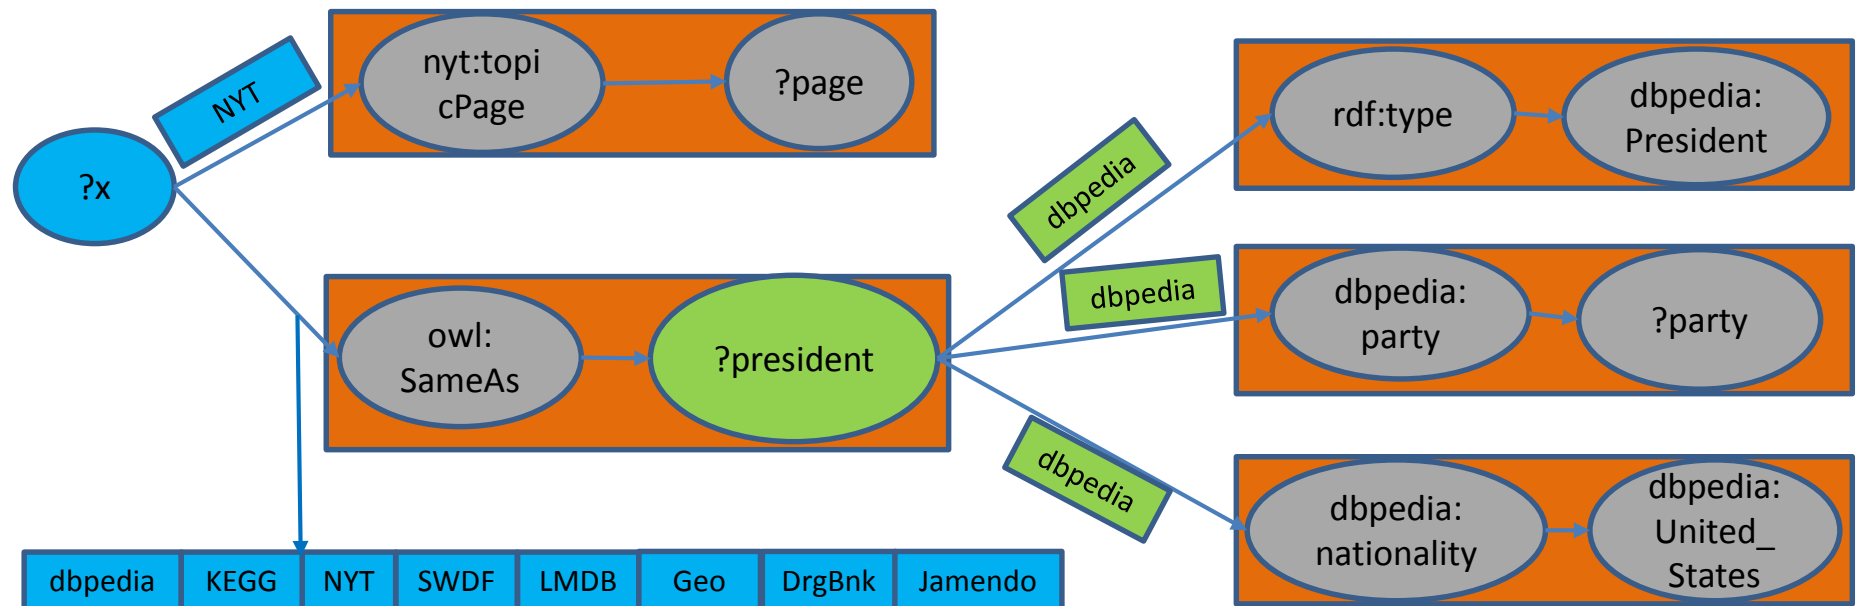 NYT
nyt:topi
cPage
?page
?x
owl:
SameAs
?president
dbpedia
dbpedia
dbpedia
rdf:type
dbpedia:
President
dbpedia:
party
?party
dbpedia:
nationality
dbpedia:
United_
States
dbpedia KEGG NYT SWDF LMDB Geo DrgBnk Jamendo